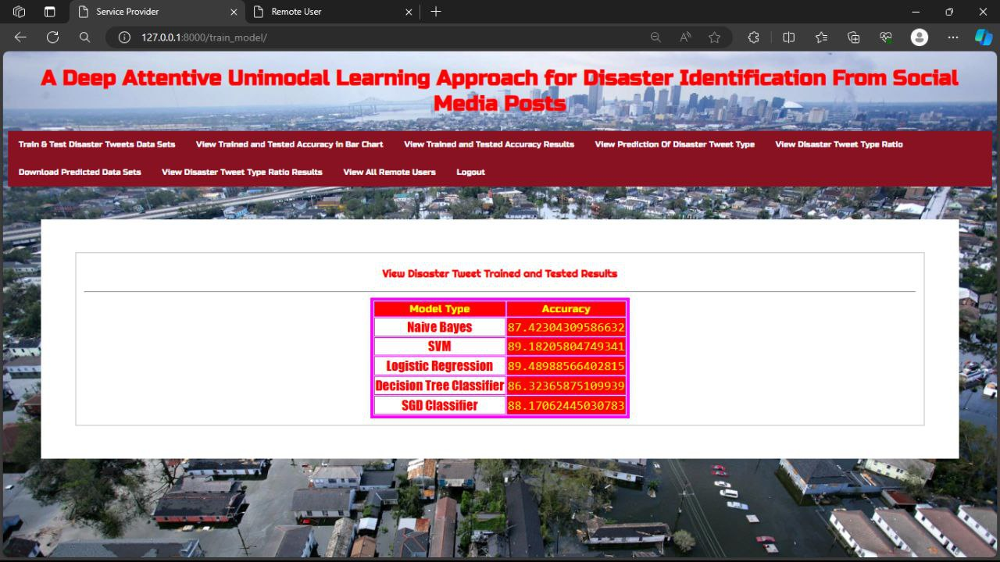 Service Provider
Remote User
127.0.0.1:8000/train_model/
A Deep Attentive Unimodal Learning Approach for Disaster Identification From Social
Media Posts
Train & Test Disaster Tweets Data Sets View Trained and Tested Accuracy in Bar Chart View Trained and Tested Accuracy Results View Prediction Of Disaster Tweet Type View Disaster Tweet Type Ratio
Download Predicted Data Sets View Disaster Tweet Type Ratio Results View All Remote Users Logout
View Disaster Tweet Trained and Tested Results
Model Type Accuracy
Naive Bayes 87.42304309586632
SVM 89.18205804749341
Logistic Regression 89.48988566402815
Decision Tree Classifier 86.32365875109939
SGD Classifier 88.17062445030783